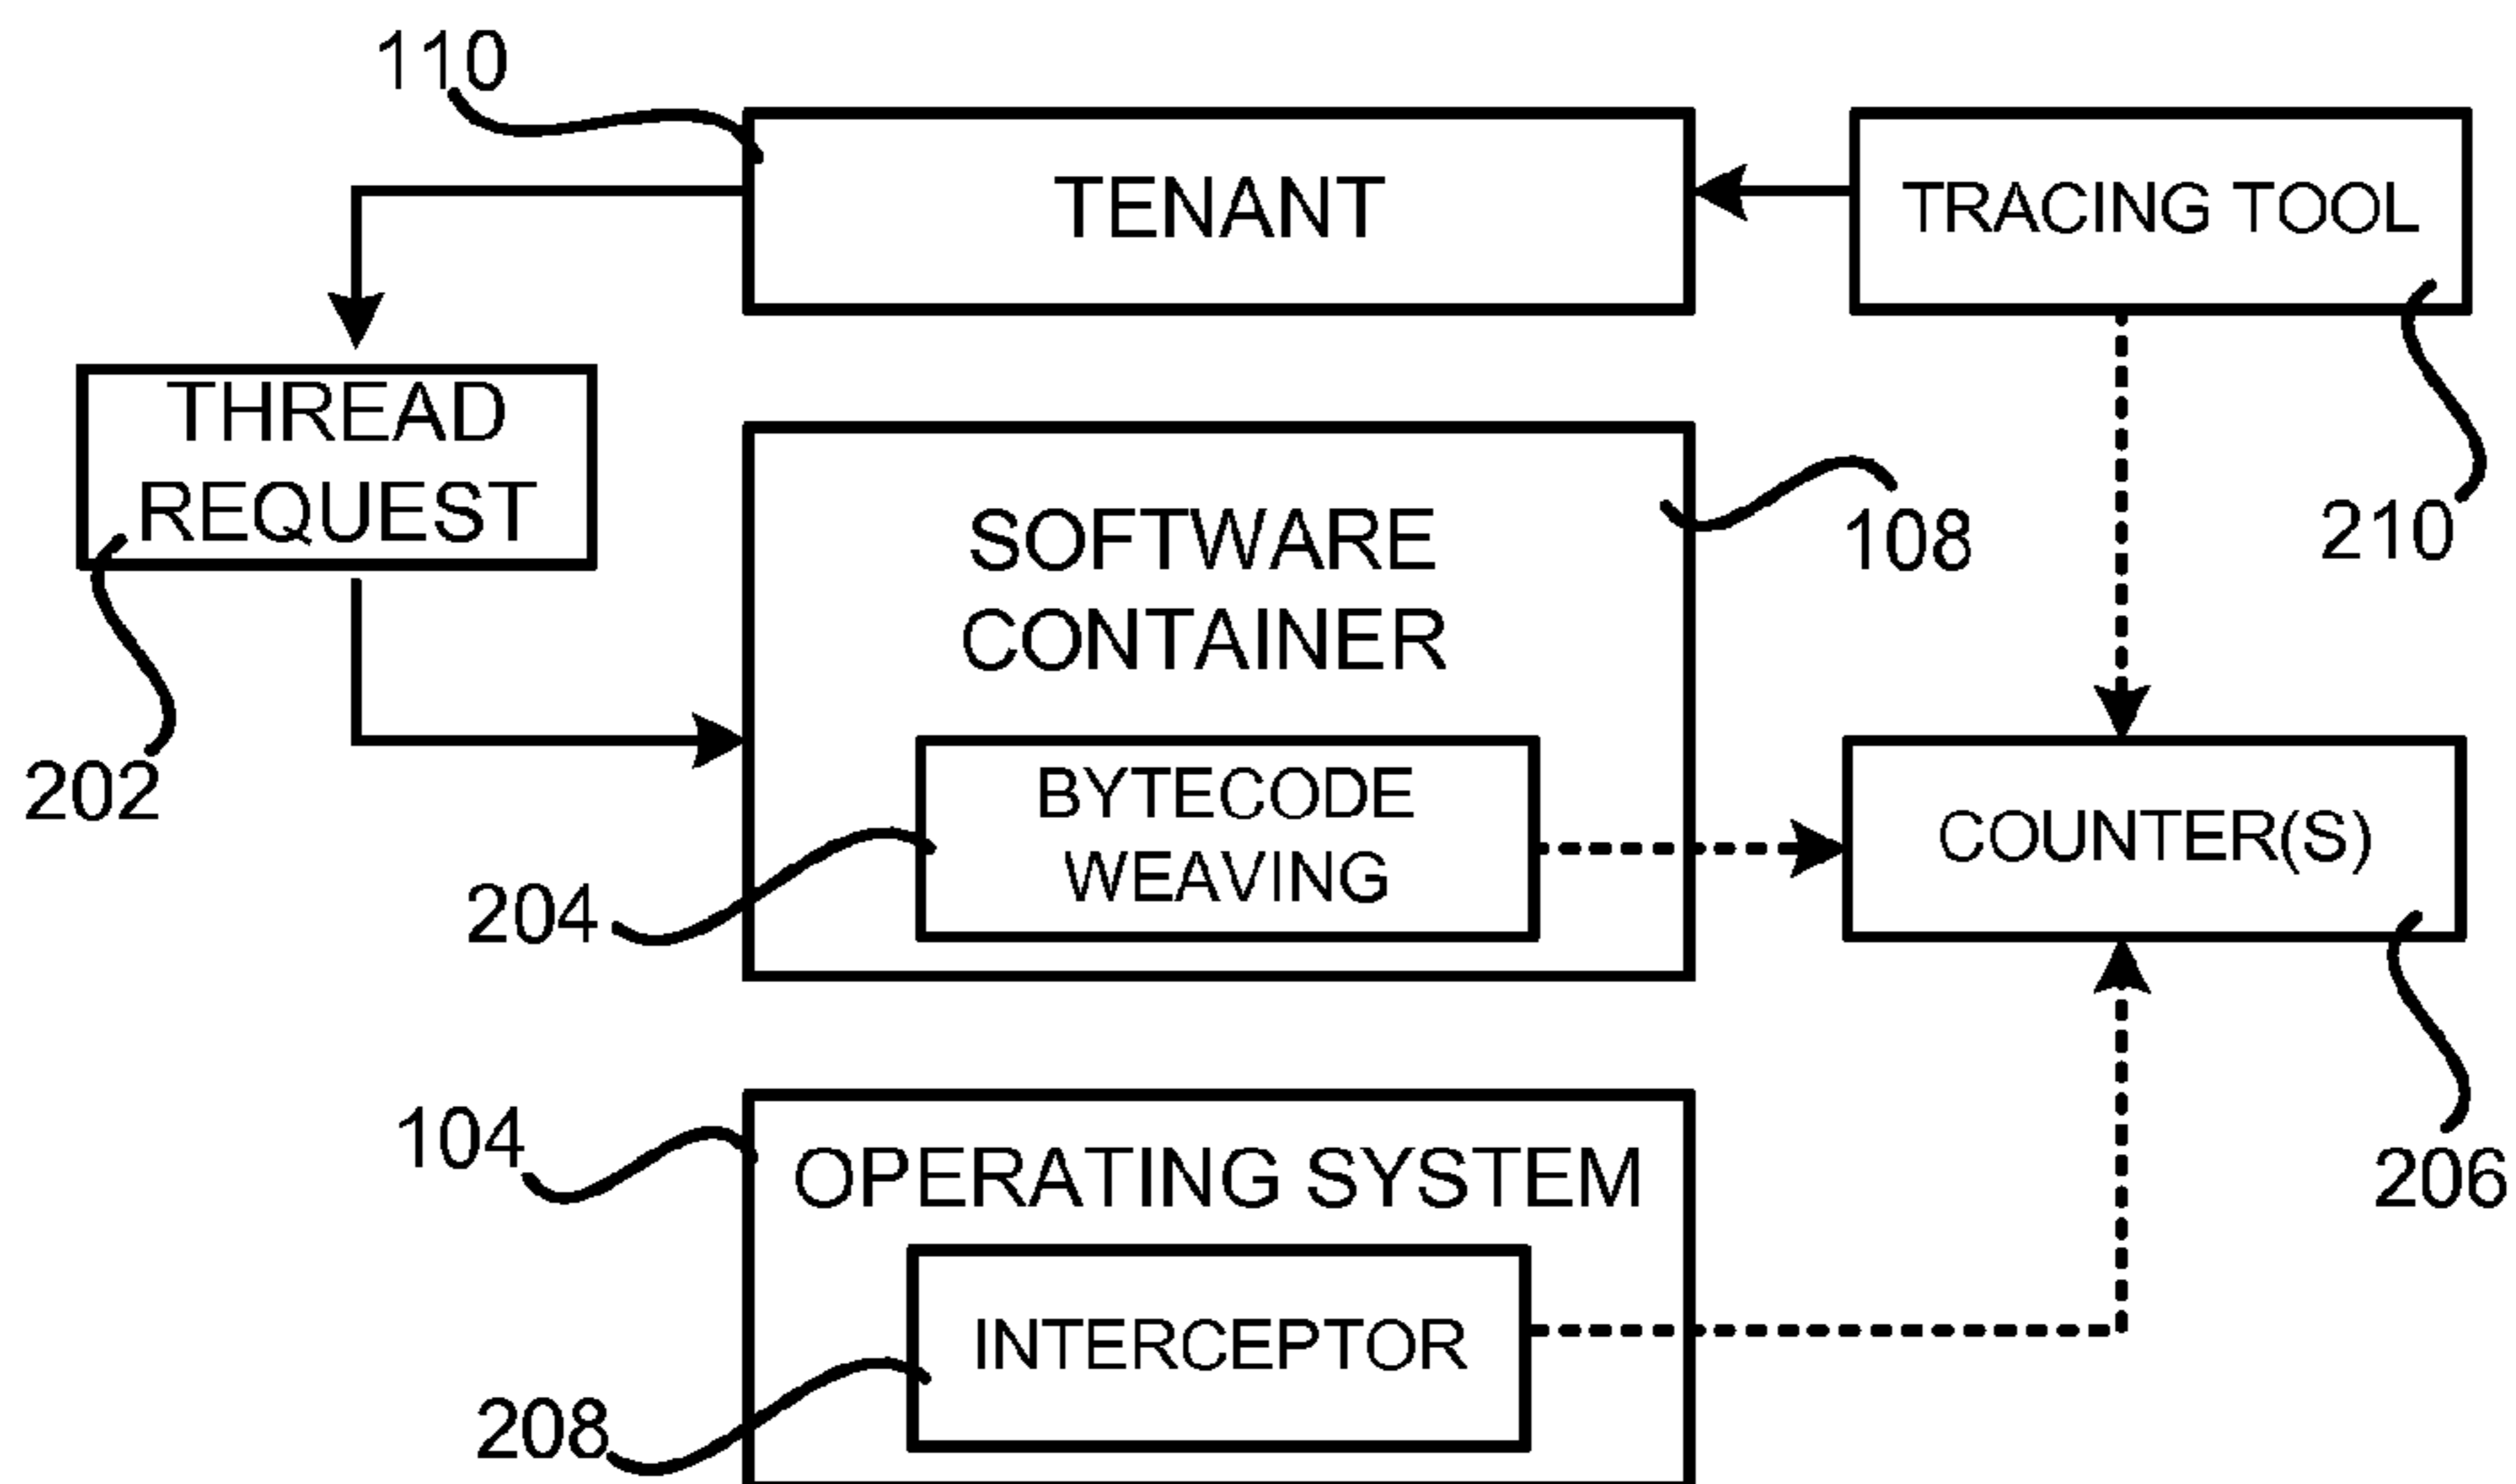 110
TENANT
TRACING TOOL
THREAD
REQUEST
SOFTWARE
CONTAINER
108
210
202
BYTECODE
WEAVING
204
COUNTER(S)
104
OPERATING SYSTEM
206
INTERCEPTOR
208